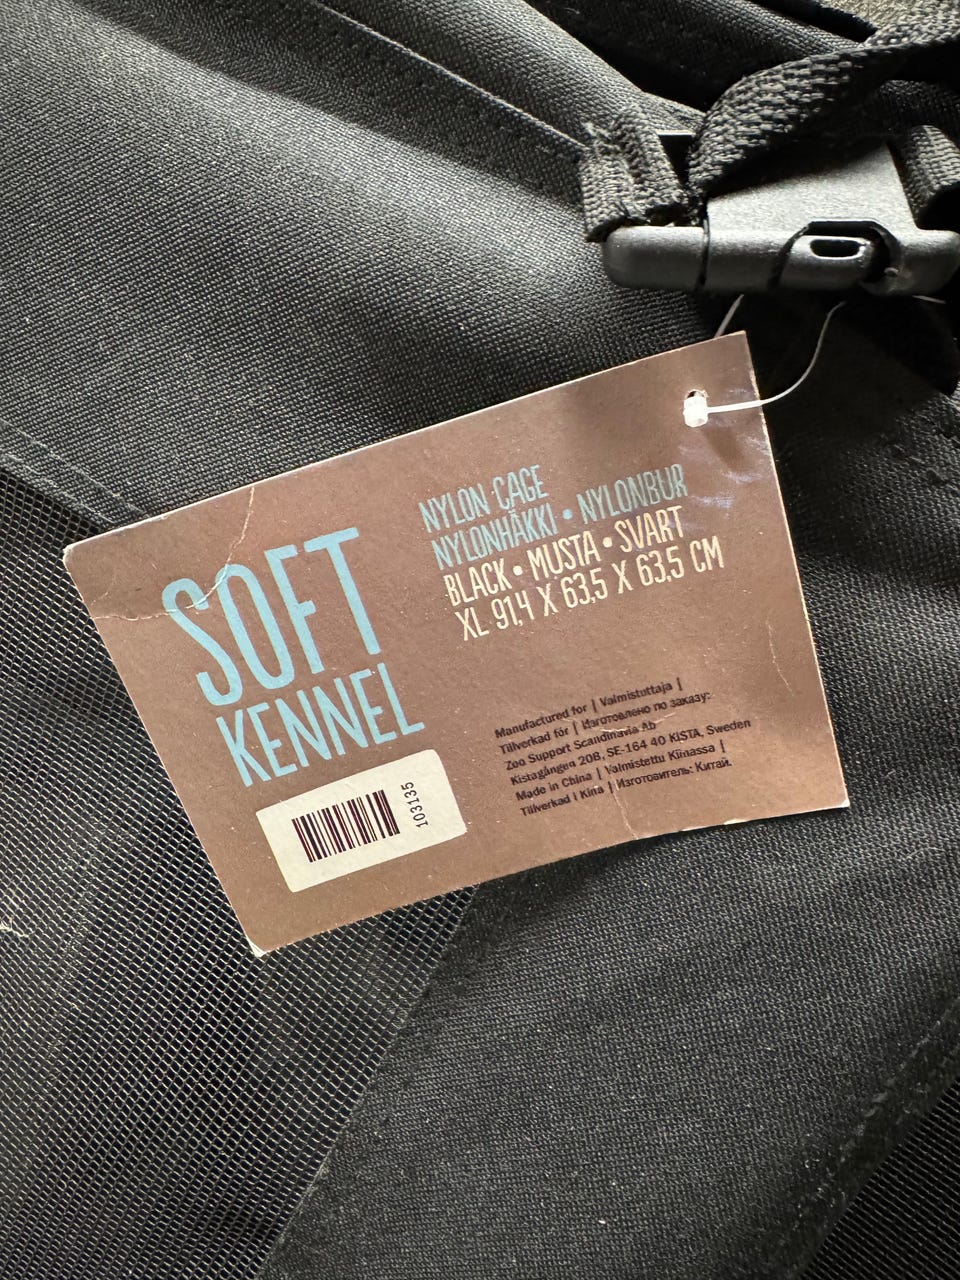 SOFT
KENNEL
NYLON CAGE
NYLONHÄKKI • NYLONBUR
BLACK • MUSTA • SVART
XL 91,4 X 63,5 X 63,5 CM
Manufactured for | Valmistuttaja |
Tillverkad för | Изготовлено по заказу:
Zoo Support Scandinavia Ab
Kistagången 20B, SE-164 40 KISTA, Sweden
Made in China | Valmistettu Kiinassa |
Tillverkad i Kina | Изготовитель: Китай.
103135